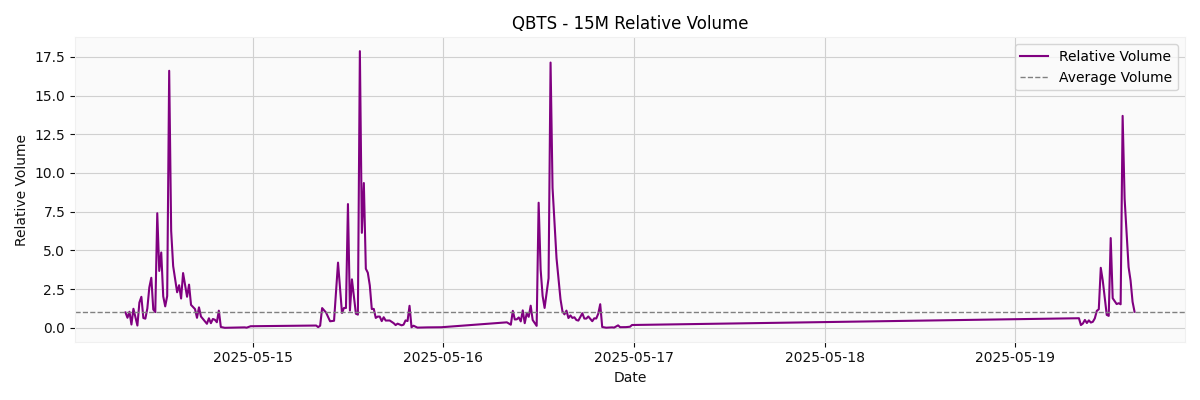 QBTS - 15M Relative Volume
Relative Volume
Average Volume
Relative Volume
17.5
15.0
12.5
10.0
7.5
5.0
2.5
0.0
2025-05-15 2025-05-16 2025-05-17 2025-05-18 2025-05-19
Date